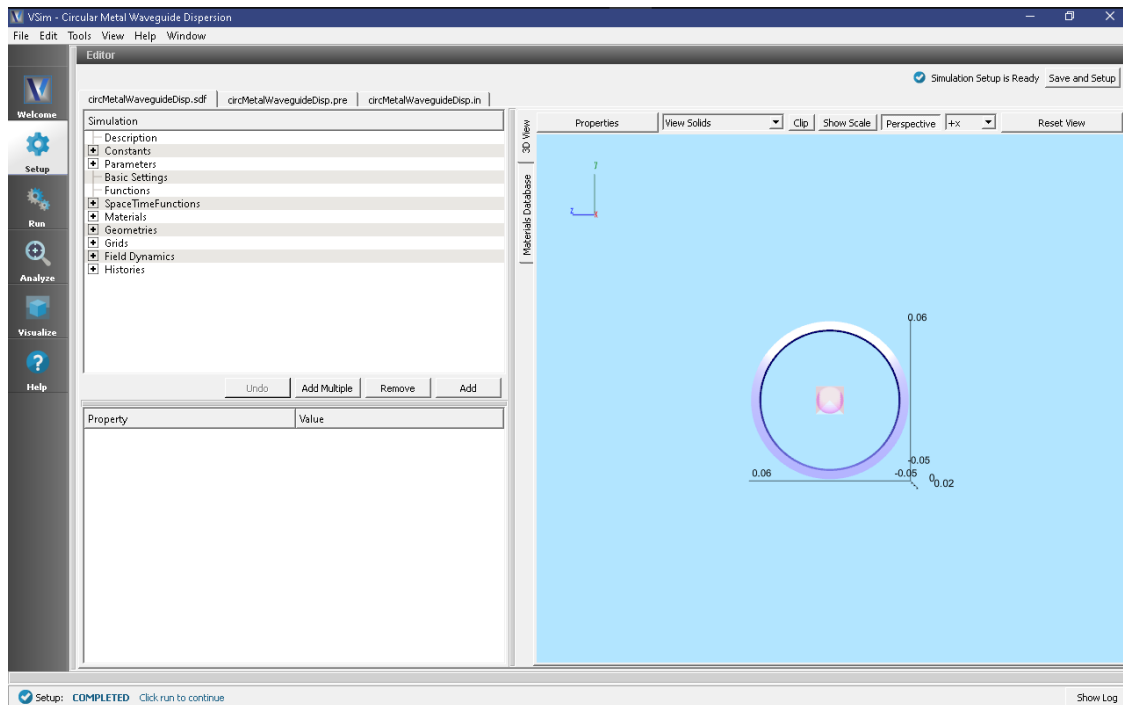 VSim - Circular Metal Waveguide Dispersion
File Edit Tools View Help Window
Editor
Simulation Setup is Ready Save and Setup
circMetalWaveguideDisp.sdf circMetalWaveguideDisp.pre circMetalWaveguideDisp.in
Welcome
Setup
Run
Analyze
Visualize
Help
Simulation
Description
Constants
Parameters
Basic Settings
Functions
SpaceTimeFunctions
Materials
Geometries
Grids
Field Dynamics
Histories
Undo Add Multiple Remove Add
Property Value
3D View
Materials Database
Properties View Solids Clip Show Scale Perspective +x Reset View
Y
z
x
0.06
-0.05
0.06 -0.05 0
0.02
Setup: COMPLETED Click run to continue Show Log